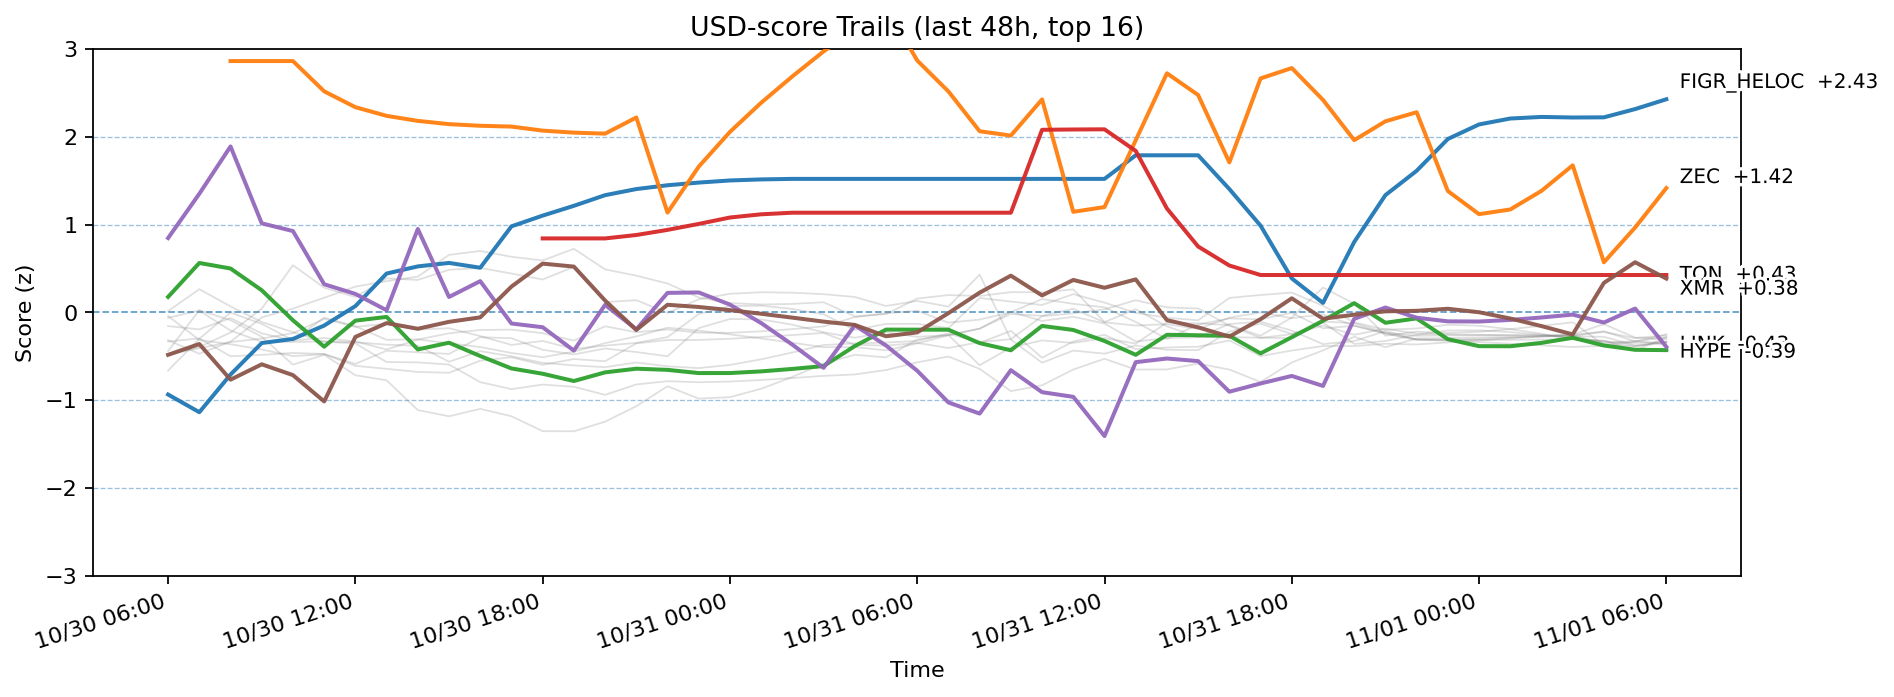 USD-score Trails (last 48h, top 16)
Score (z)
3
2
1
0
−1
−2
−3
FIGR_HELOC +2.43
ZEC +1.42
TON +0.43
XMR +0.38
HYPE -0.39
10/30 06:00
10/30 12:00
10/30 18:00
10/31 00:00
10/31 06:00
10/31 12:00
10/31 18:00
11/01 00:00
11/01 06:00
Time